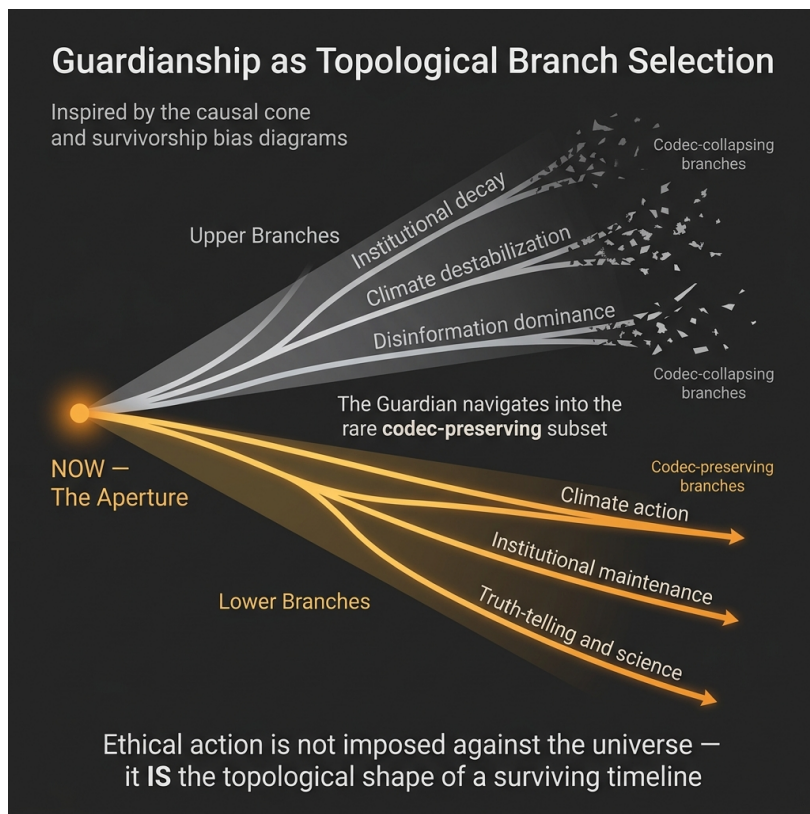 Guardianship as Topological Branch Selection
Inspired by the causal cone
and survivorship bias diagrams
Codec-collapsing
branches
Upper Branches
Institutional decay
Climate destabilization
Disinformation dominance
Codec-collapsing
branches
The Guardian navigates into the
rare codec-preserving subset
NOW —
The Aperture
Codec-preserving
branches
Climate action
Institutional maintenance
Truth-telling and science
Lower Branches
Ethical action is not imposed against the universe —
it IS the topological shape of a surviving timeline